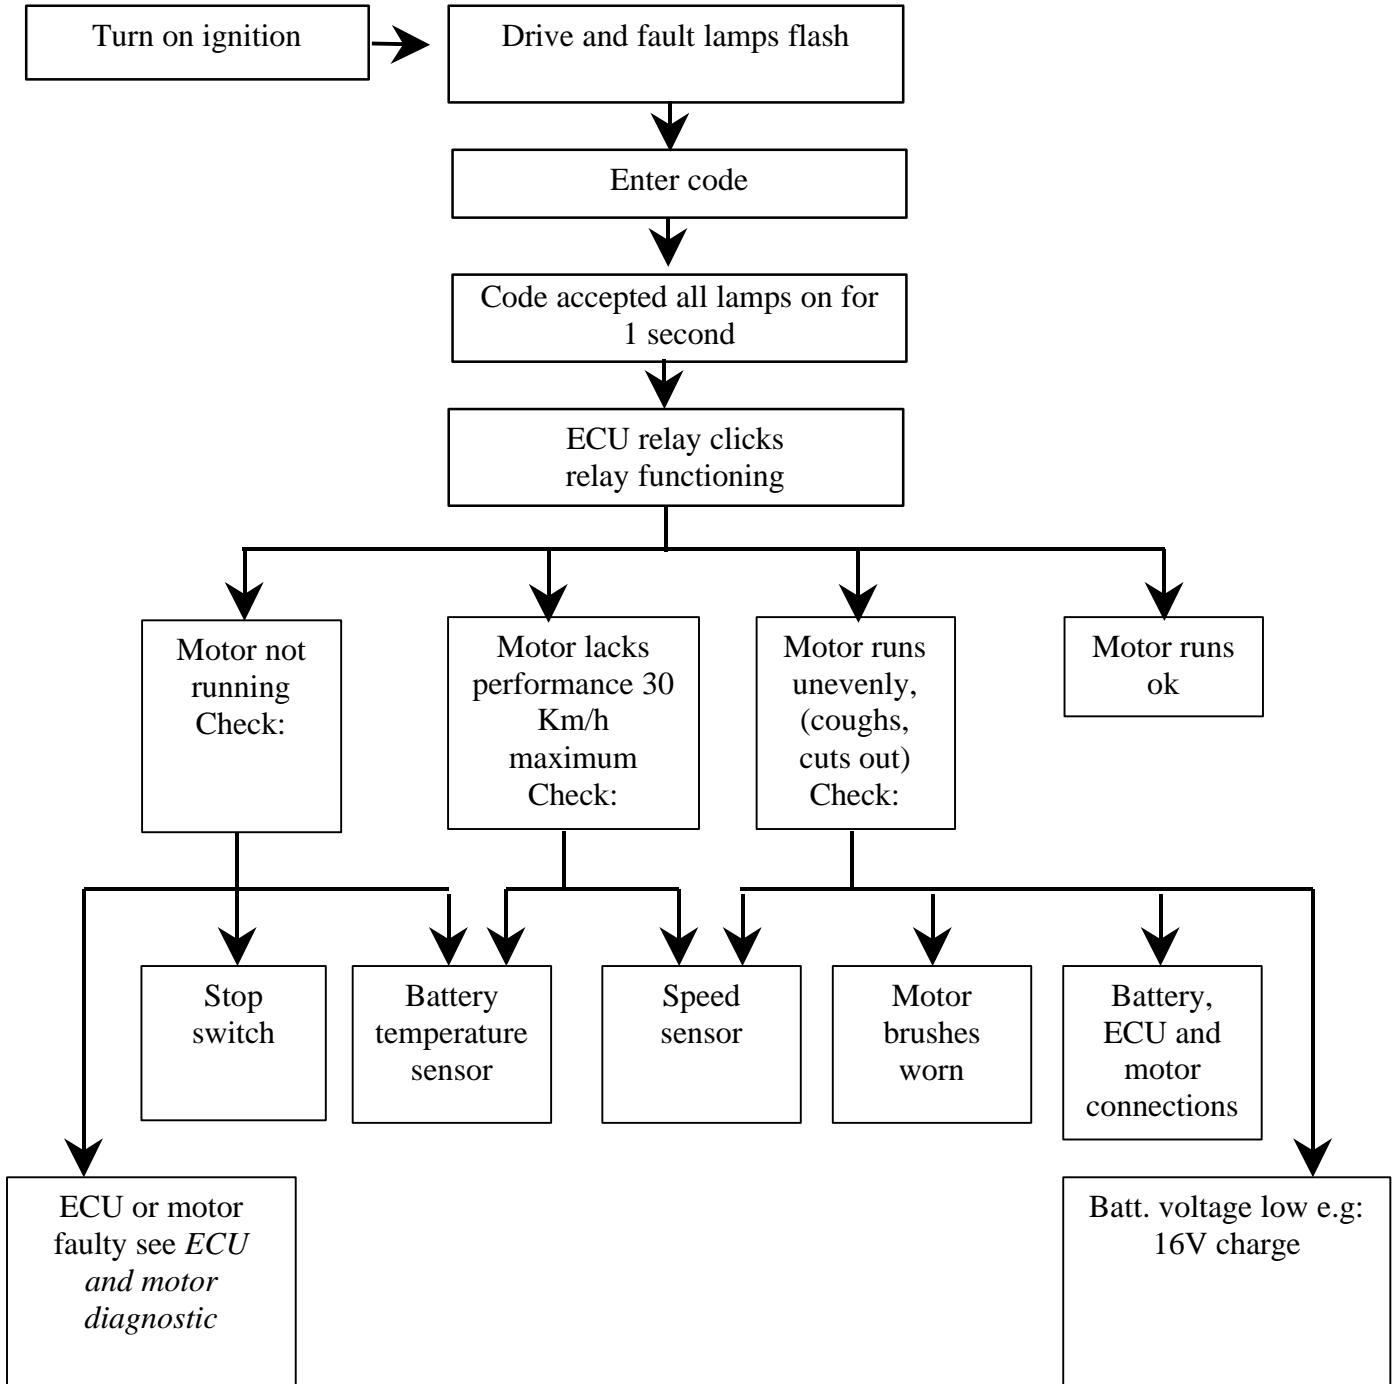 Turn on ignition
Drive and fault lamps flash
Enter code
Code accepted all lamps on for
1 second
ECU relay clicks
relay functioning
Motor not
running
Check:
Motor lacks
performance 30
Km/h
maximum
Check:
Motor runs
unevenly,
(coughs,
cuts out)
Check:
Motor runs
ok
Stop
switch
Battery
temperature
sensor
Speed
sensor
Motor
brushes
worn
Battery,
ECU and
motor
connections
ECU or motor
faulty see ECU
and motor
diagnostic
Batt. voltage low e.g:
16V charge